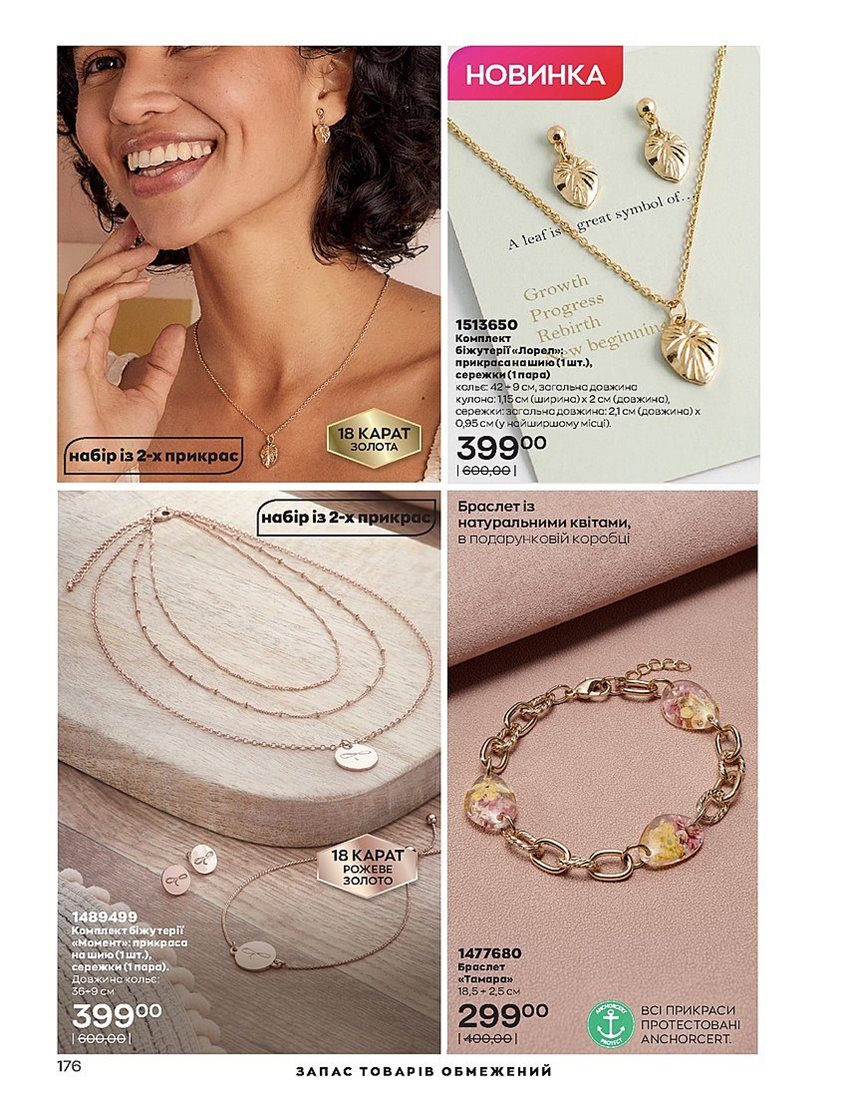 набір із 2-х прикрас
18 КАРАТ
ЗОЛОТА
НОВИНКА
A leaf is a great symbol of...
Growth
Progress
Rebirth
New beginning
1513650
Комплект
біжутерії «Лорел»:
прикраса на шию (1 шт.),
сережки (1 пара)
кольє: 42 + 9 см, загальна довжина
кулона: 1,15 см (ширина) х 2 см (довжина),
сережки: загальна довжина: 2,1 см (довжина) х
0,95 см (у найширшому місці).
399⁰⁰
| 600,00 |
набір із 2-х прикрас
18 КАРАТ
РОЖЕВЕ
ЗОЛОТО
1489499
Комплект біжутерії
«Момент»: прикраса
на шию (1 шт.),
сережки (1 пара).
Довжина кольє:
36+9 см
399⁰⁰
| 600,00 |
Браслет із
натуральними квітами,
в подарунковій коробці
1477680
Браслет
«Тамара»
18,5 + 2,5 см
299⁰⁰
| 400,00 |
ANCHORCERT
PROTECT
ВСІ ПРИКРАСИ
ПРОТЕСТОВАНІ
ANCHORCERT.
176
ЗАПАС ТОВАРІВ ОБМЕЖЕНИЙ